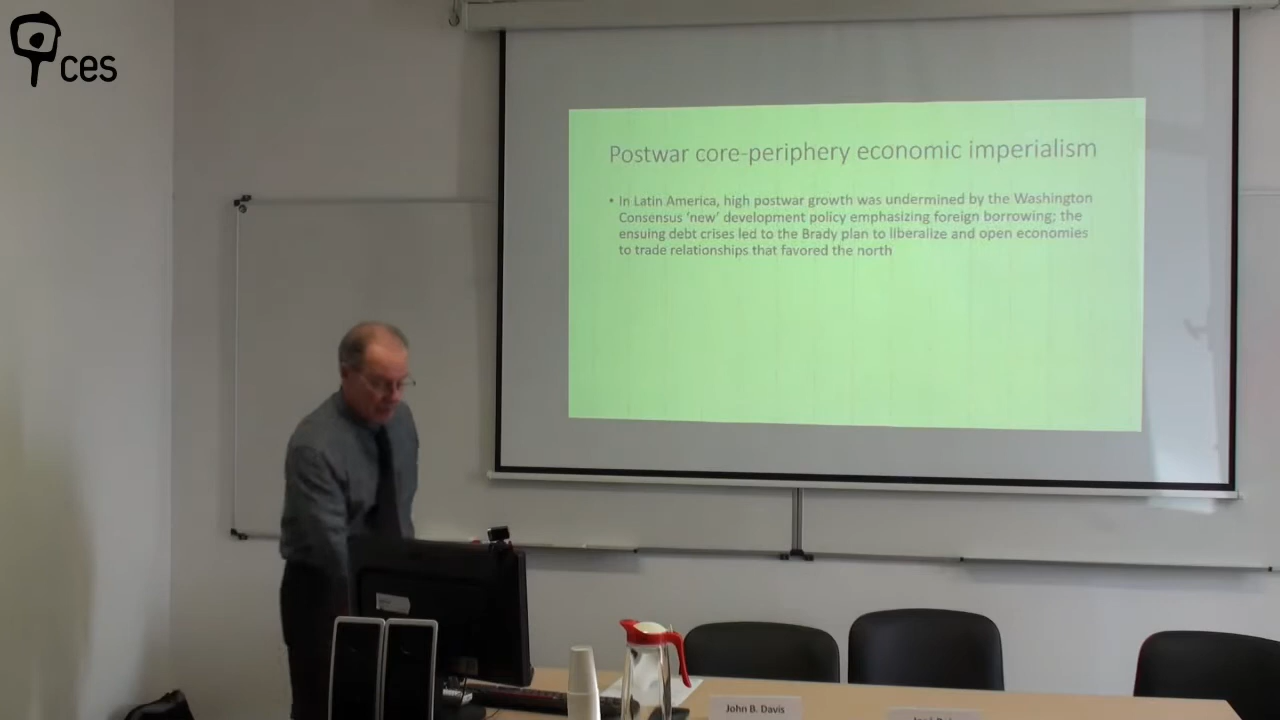 ces
Postwar core-periphery economic imperialism
• In Latin America, high postwar growth was undermined by the Washington
Consensus 'new' development policy emphasizing foreign borrowing; the
ensuing debt crises led to the Brady plan to liberalize and open economies
to trade relationships that favored the north
John B. Davis